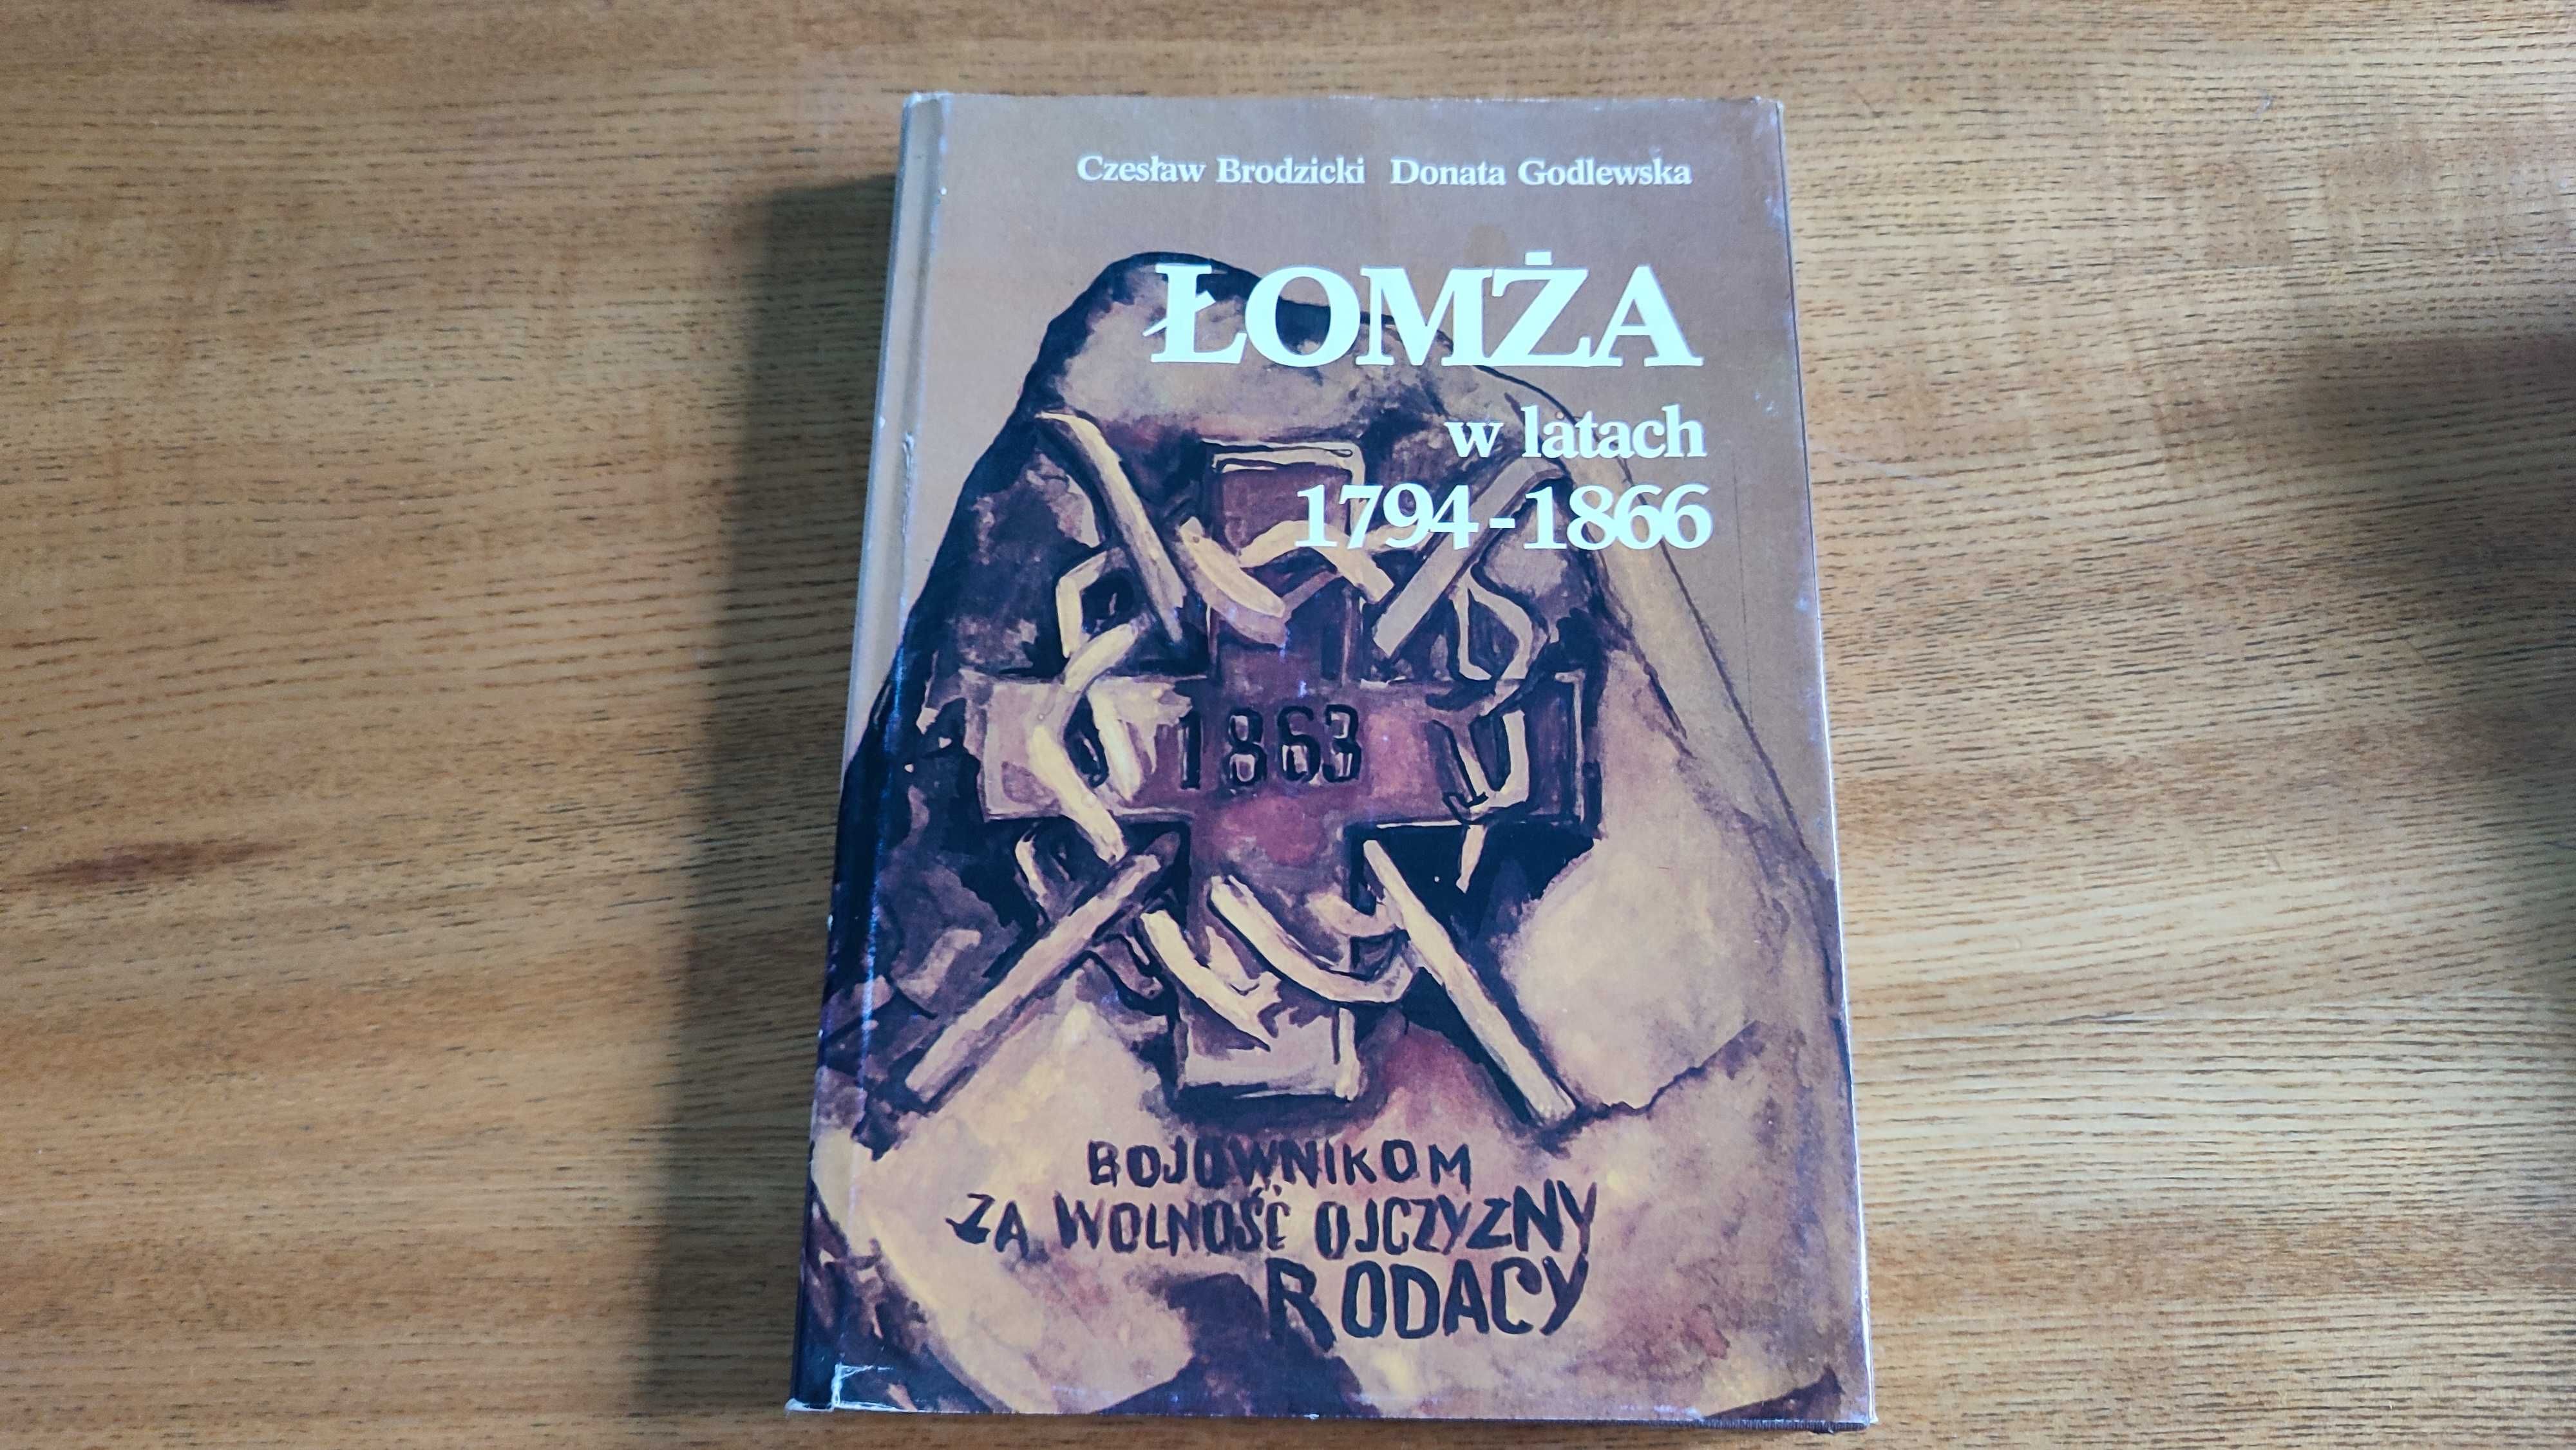 Czesław Brodzicki Donata Godlewska
ŁOMŻA
w latach
1794-1866
1863
BOJOWNIKOM
ZA WOLNOŚĆ OJCZYZNY
RODACY